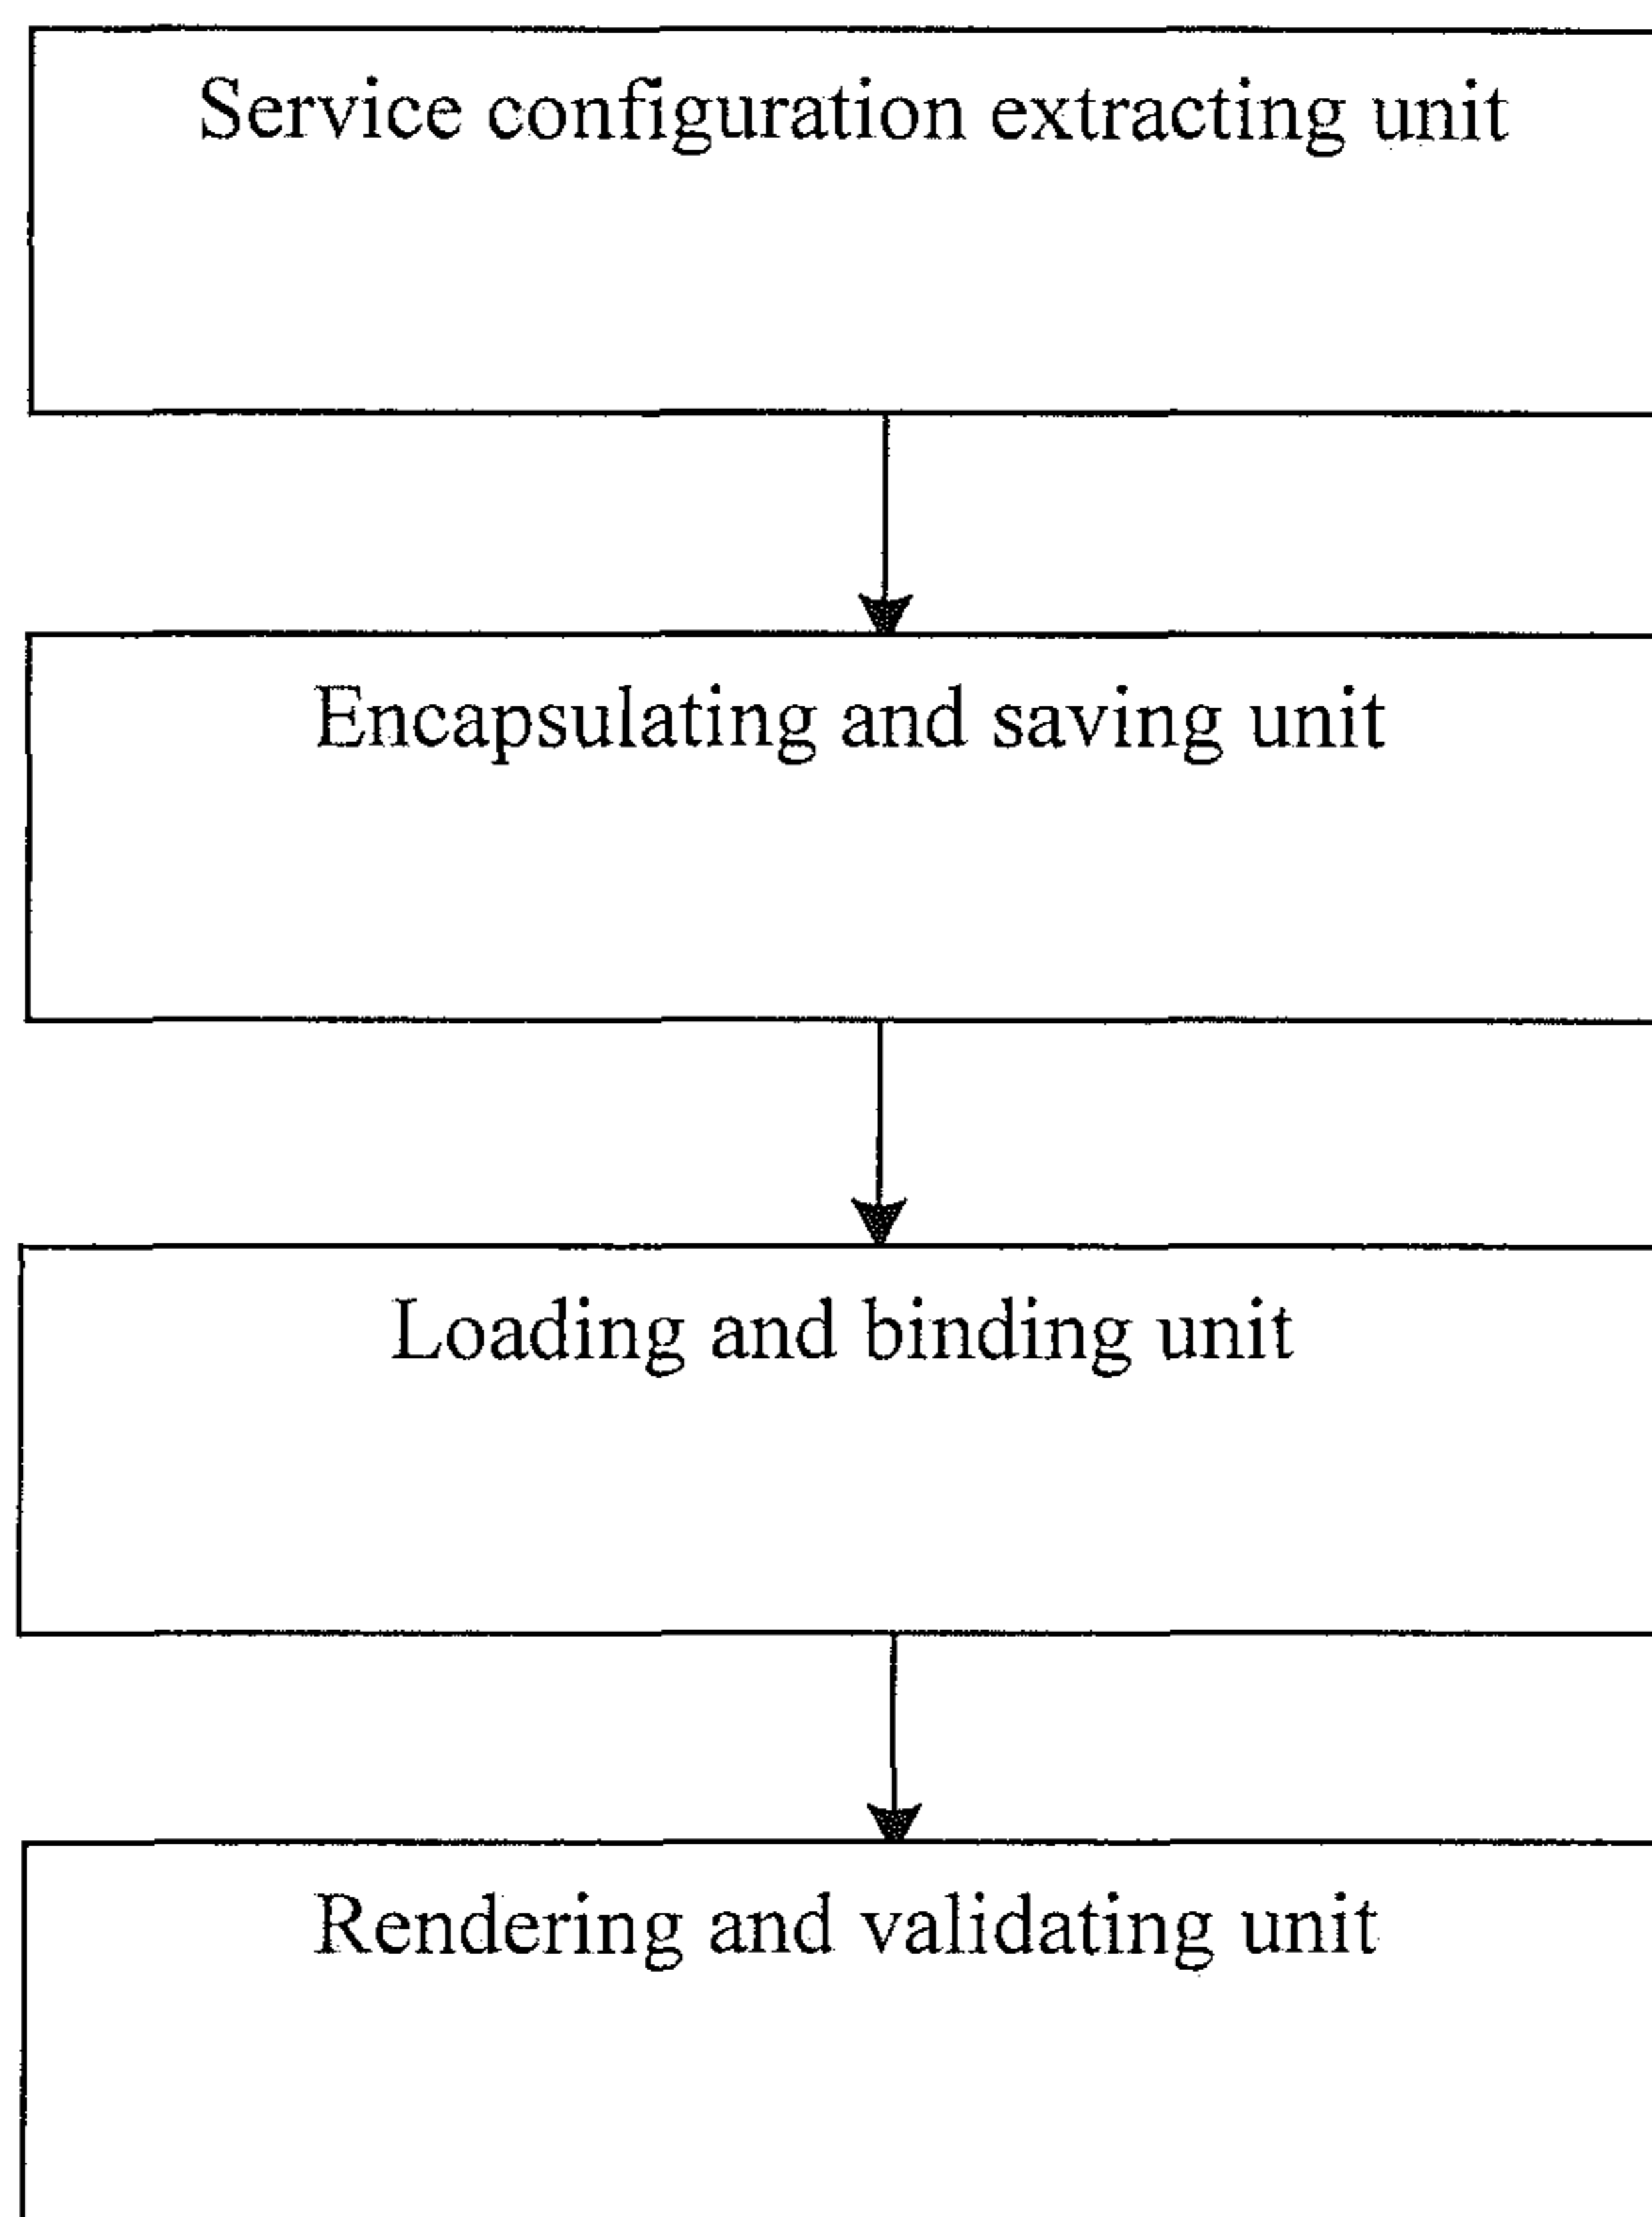 Service configuration extracting unit
Encapsulating and saving unit
Loading and binding unit
Rendering and validating unit